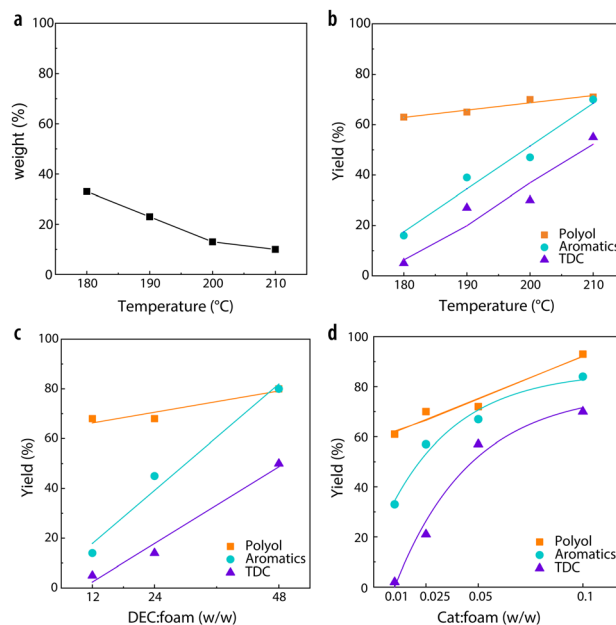 a
100
80
60
40
20
0
weight (%)
180 190 200 210
Temperature (°C)
b
100
80
60
40
20
0
Yield (%)
Polyol
Aromatics
TDC
180 190 200 210
Temperature (°C)
c
100
80
60
40
20
0
Yield (%)
Polyol
Aromatics
TDC
12 24 48
DEC:foam (w/w)
d
100
80
60
40
20
0
Yield (%)
Polyol
Aromatics
TDC
0.01 0.025 0.05 0.1
Cat:foam (w/w)